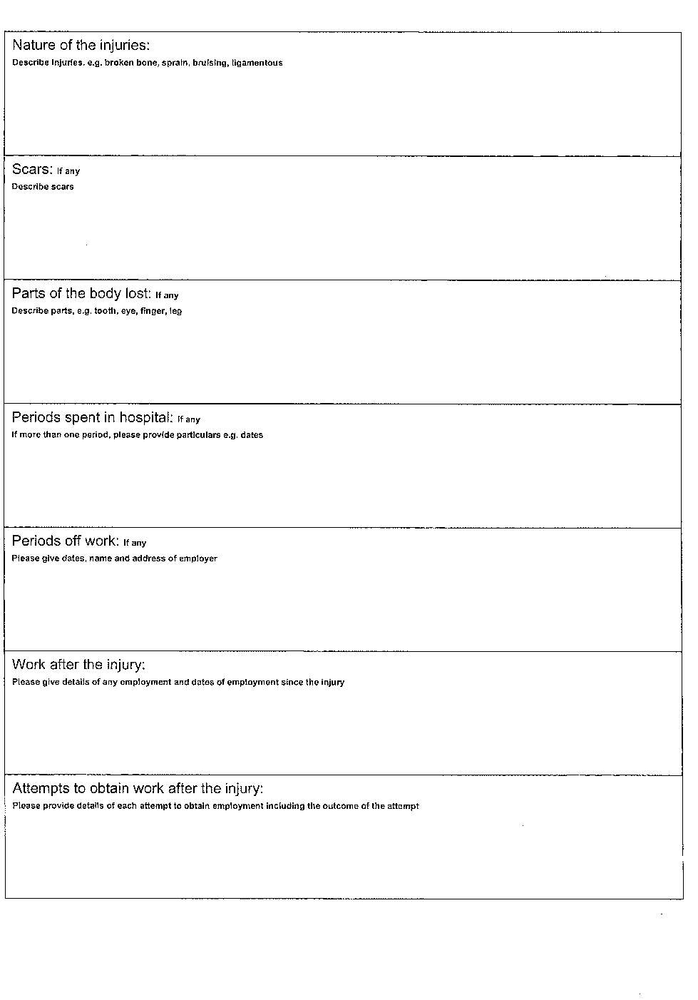 Nature of the injuries:
Describe injuries. e.g. broken bone, sprain, bruising, ligamentous
Scars: If any
Describe scars
Parts of the body lost: If any
Describe parts, e.g. tooth, eye, finger, leg
Periods spent in hospital: If any
If more than one period, please provide particulars e.g. dates
Periods off work: If any
Please give dates, name and address of employer
Work after the injury:
Please give details of any employment and dates of employment since the injury
Attempts to obtain work after the injury:
Please provide details of each attempt to obtain employment including the outcome of the attempt